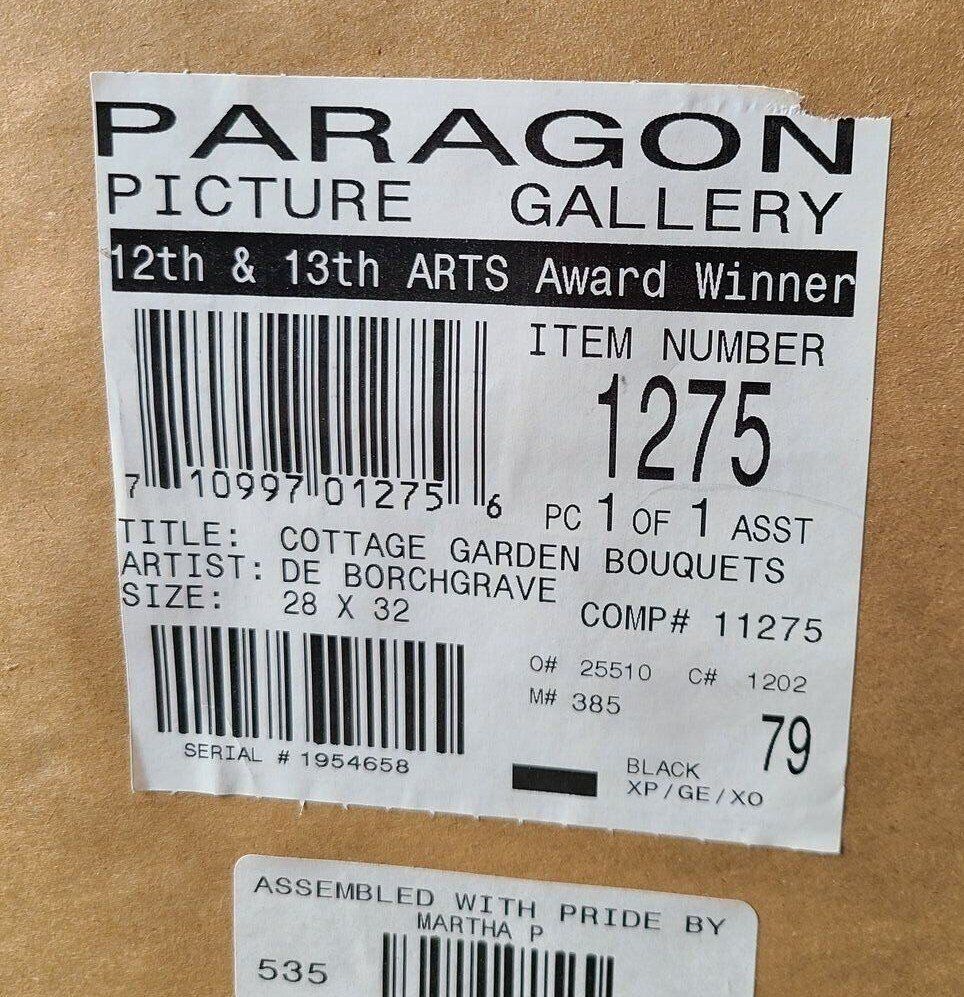 PARAGON
PICTURE GALLERY
12th & 13th ARTS Award Winner
ITEM NUMBER
1275
7 10997 01275 6
PC 1 OF 1 ASST
TITLE: COTTAGE GARDEN BOUQUETS
ARTIST: DE BORCHGRAVE
SIZE: 28 X 32
COMP# 11275
O# 25510 C# 1202
M# 385
79
SERIAL # 1954658
BLACK
XP/GE/XO
ASSEMBLED WITH PRIDE BY
MARTHA P
535